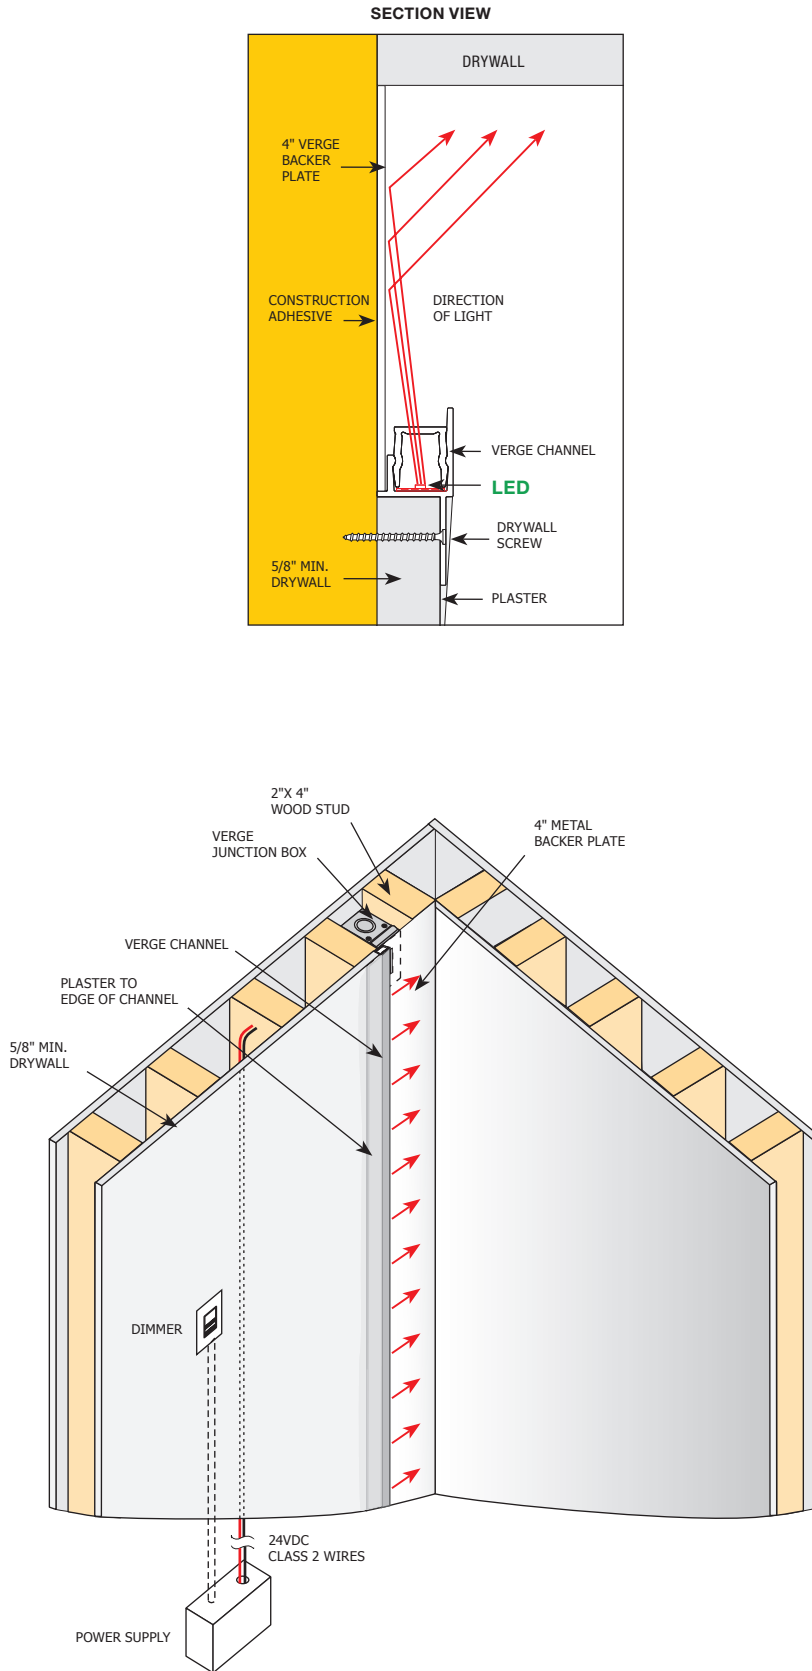 SECTION VIEW
DRYWALL
4" VERGE
BACKER
PLATE
CONSTRUCTION
ADHESIVE
DIRECTION
OF LIGHT
VERGE CHANNEL
LED
DRYWALL
SCREW
5/8" MIN.
DRYWALL
PLASTER
2"X 4"
WOOD STUD
VERGE
JUNCTION BOX
4" METAL
BACKER PLATE
VERGE CHANNEL
PLASTER TO
EDGE OF CHANNEL
5/8" MIN.
DRYWALL
DIMMER
24VDC
CLASS 2 WIRES
POWER SUPPLY